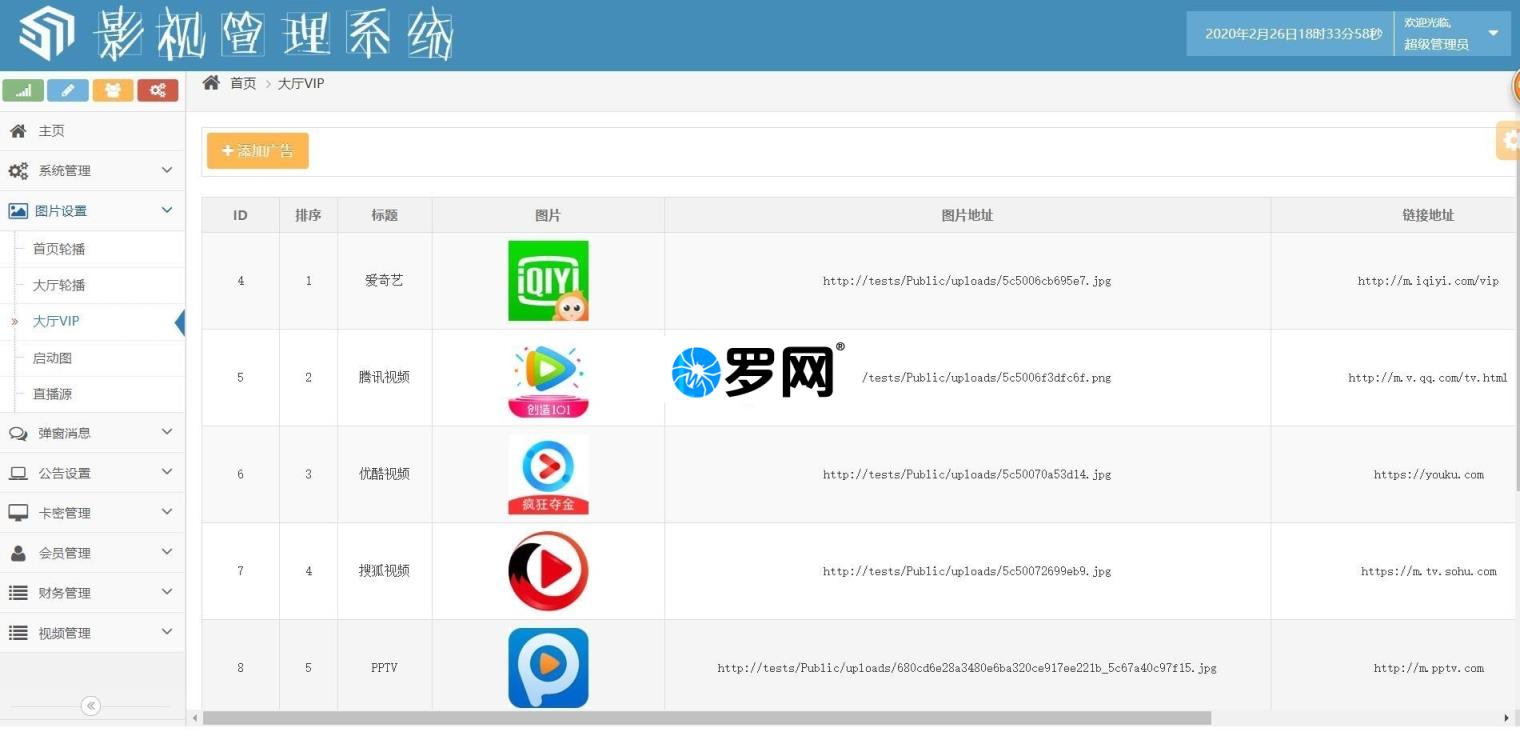 影视管理系统
2020年2月26日18时33分58秒
欢迎光临,
超级管理员
首页 大厅VIP
主页
系统管理
图片设置
首页轮播
大厅轮播
大厅VIP
启动图
直播源
弹窗消息
公告设置
卡密管理
会员管理
财务管理
视频管理
添加广告
ID 排序 标题 图片 图片地址 链接地址
4 1 爱奇艺 iQIYI http://tests/Public/uploads/5c5006cb695e7.jpg http://m.iqiyi.com/vip
5 2 腾讯视频 创造101 /tests/Public/uploads/5c5006f3dfc6f.png http://m.v.qq.com/tv.html
罗网®
6 3 优酷视频 疯狂夺金 http://tests/Public/uploads/5c50070a53d14.jpg https://youku.com
7 4 搜狐视频 http://tests/Public/uploads/5c50072699eb9.jpg https://m.tv.sohu.com
8 5 PPTV http://tests/Public/uploads/680cd6e28a3480e6ba320ce917ee221b_5c67a40c97f15.jpg http://m.pptv.com